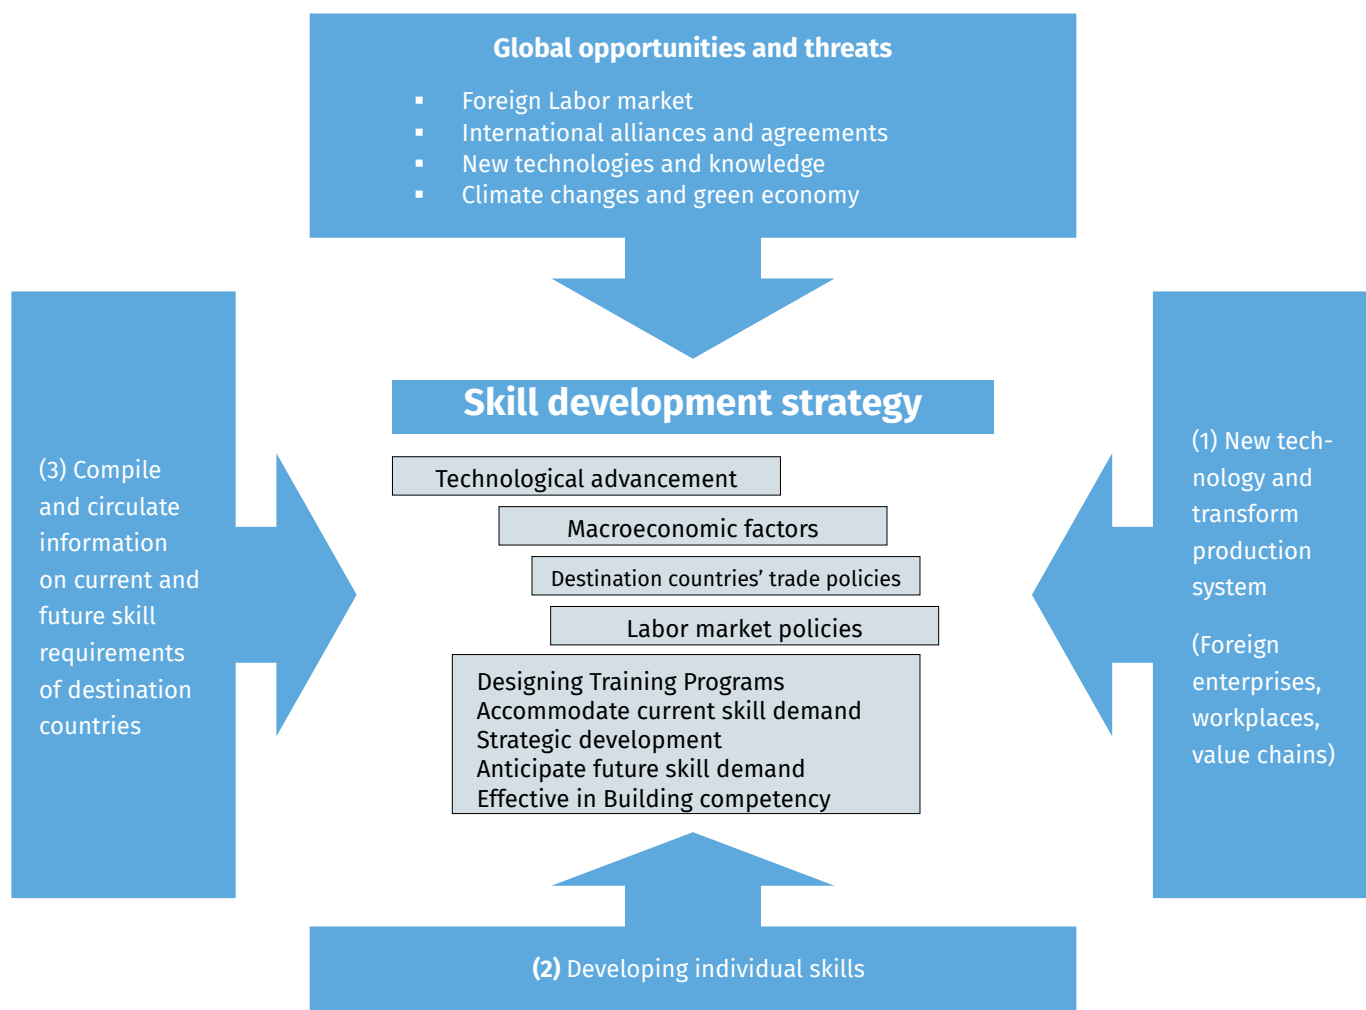 Global opportunities and threats
▪ Foreign Labor market
▪ International alliances and agreements
▪ New technologies and knowledge
▪ Climate changes and green economy
Skill development strategy
Technological advancement
Macroeconomic factors
Destination countries’ trade policies
Labor market policies
Designing Training Programs
Accommodate current skill demand
Strategic development
Anticipate future skill demand
Effective in Building competency
(3) Compile
and circulate
information
on current and
future skill
requirements
of destination
countries
(1) New tech-
nology and
transform
production
system
(Foreign
enterprises,
workplaces,
value chains)
(2) Developing individual skills